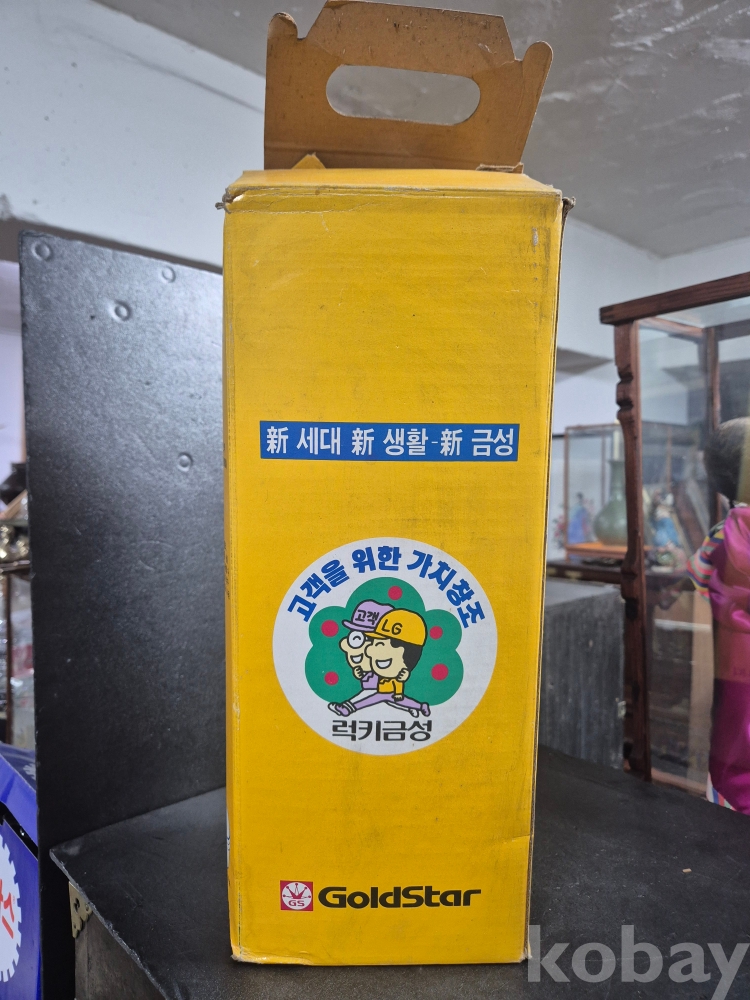 新 세대 新 생활-新 금성
고객을 위한 가치창조
고객
LG
럭키금성
GS
GoldStar
kobay